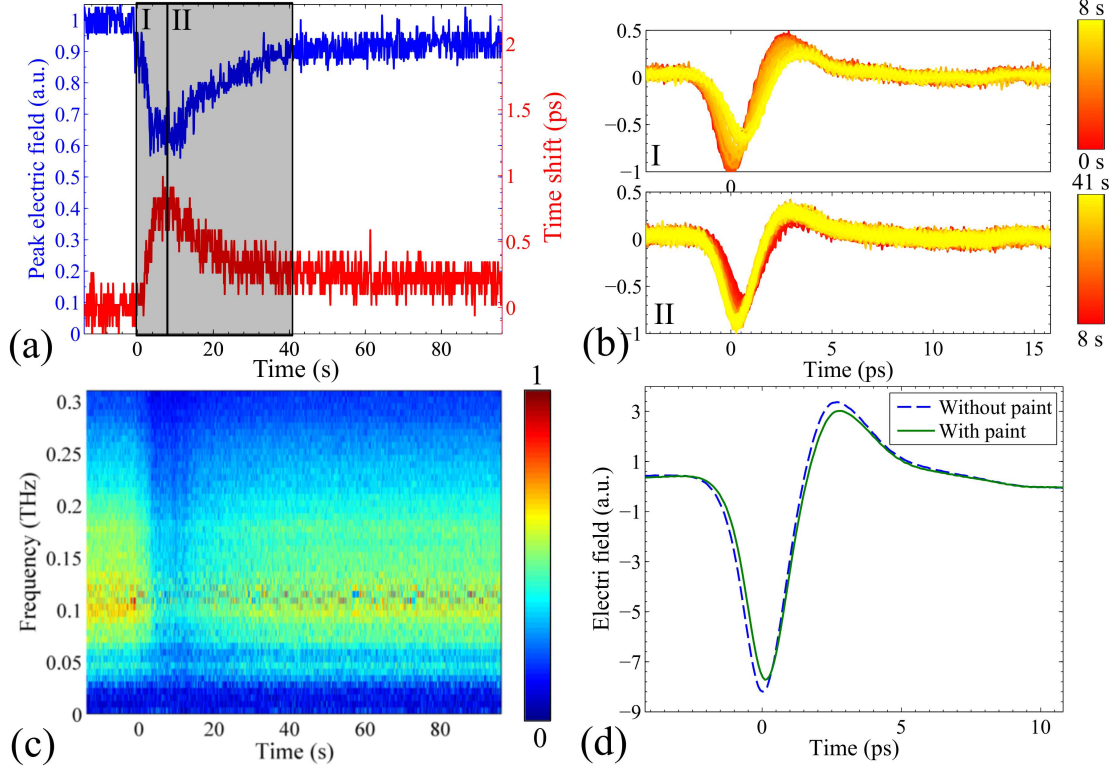 1
0.9
0.8
0.7
0.6
0.5
0.4
0.3
0.2
0.1
0
Peak electric field (a.u.)
I II
2
1.5
1
0.5
0
Time shift (ps)
0 20 40 60 80
Time (s)
(a)
0.5
0
−0.5
−1
I
0
0.5
0
−0.5
−1
II
0 5 10 15
Time (ps)
(b)
8 s
0 s
41 s
8 s
0.3
0.25
0.2
0.15
0.1
0.05
0
Frequency (THz)
0 20 40 60 80
Time (s)
(c)
1
0
3
1
−1
−3
−5
−7
−9
Electri field (a.u.)
Without paint
With paint
0 5 10
Time (ps)
(d)